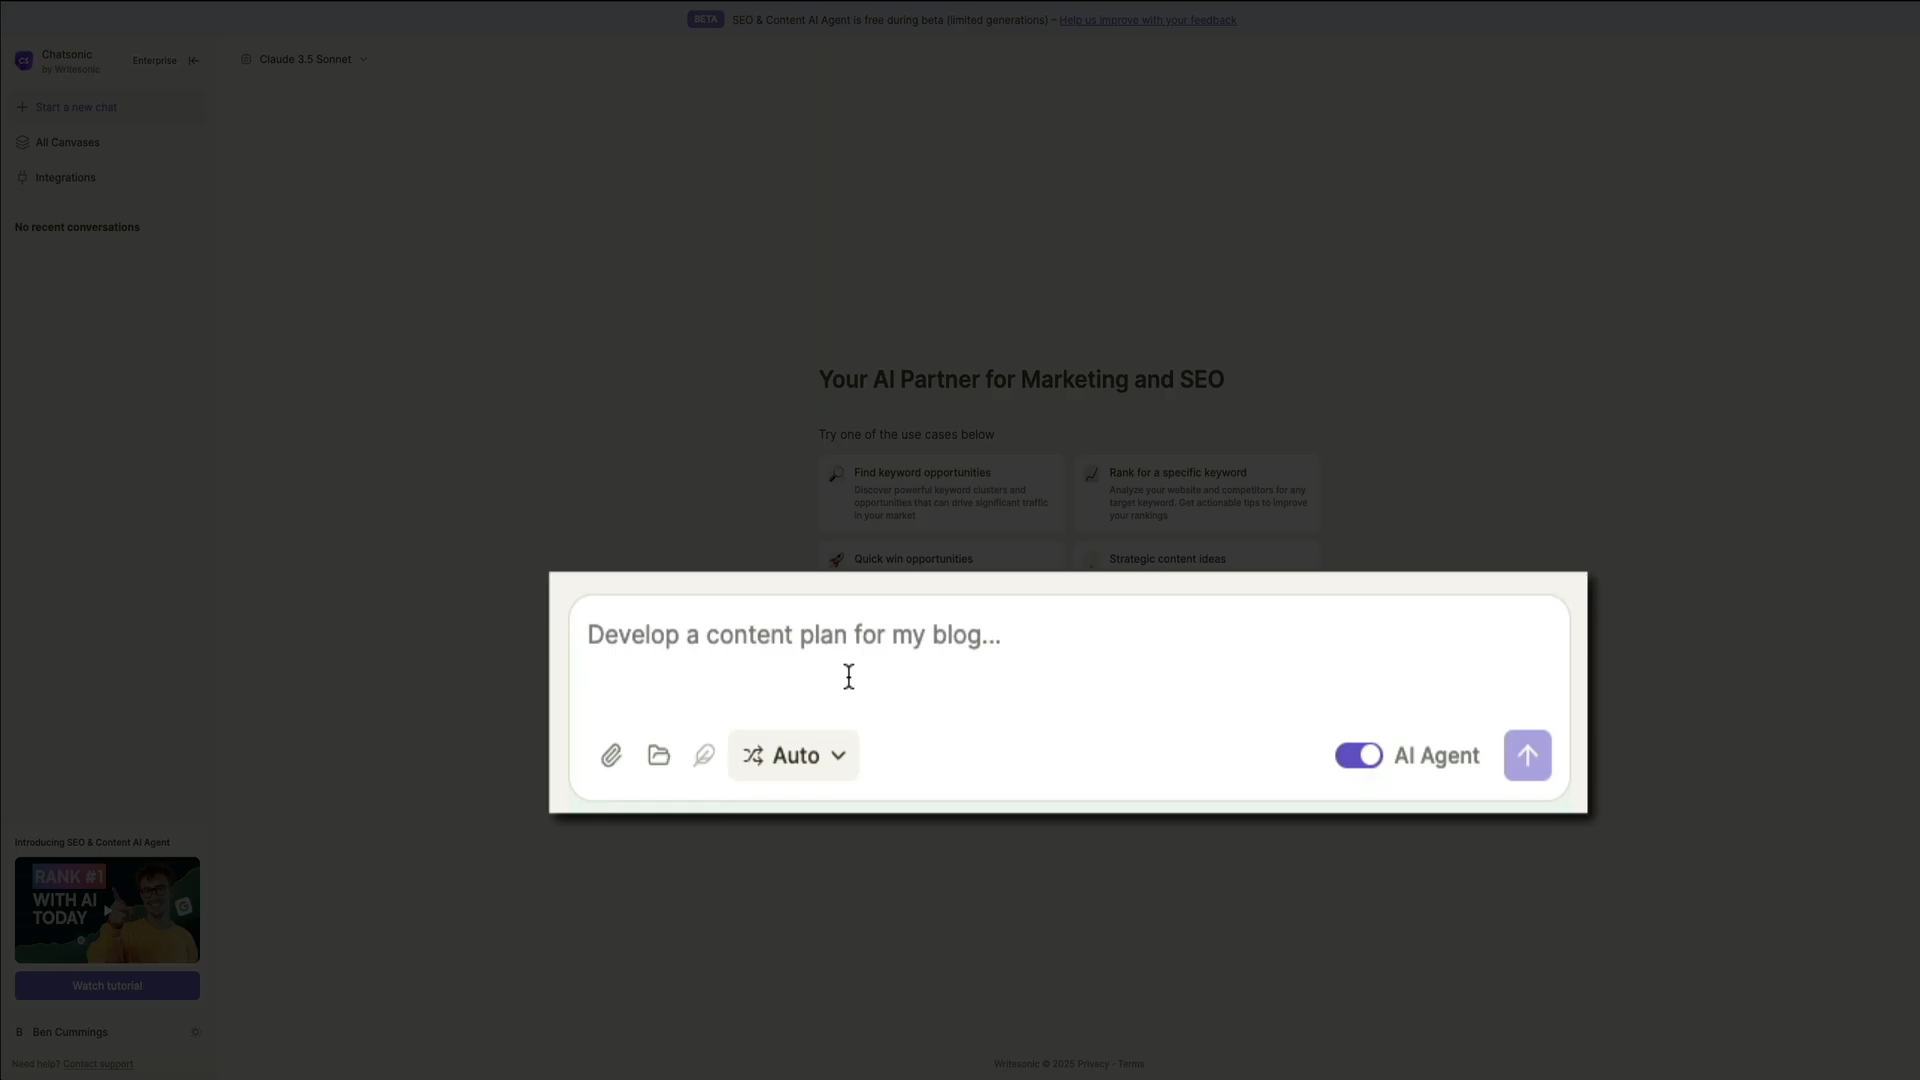 BETA SEO & Content AI Agent is free during beta (limited generations) – Help us improve with your feedback
CS Chatsonic
by Writesonic
Enterprise
Claude 3.5 Sonnet
Start a new chat
All Canvases
Integrations
No recent conversations
Your AI Partner for Marketing and SEO
Try one of the use cases below
Find keyword opportunities
Discover powerful keyword clusters and
opportunities that can drive significant traffic
in your market
Rank for a specific keyword
Analyze your website and competitors for any
target keyword. Get actionable tips to improve
your rankings
Quick win opportunities
Strategic content ideas
Develop a content plan for my blog...
Auto
AI Agent
Introducing SEO & Content AI Agent
RANK #1
WITH AI
TODAY
Watch tutorial
B Ben Cummings
Need help? Contact support
Writesonic © 2025 Privacy - Terms